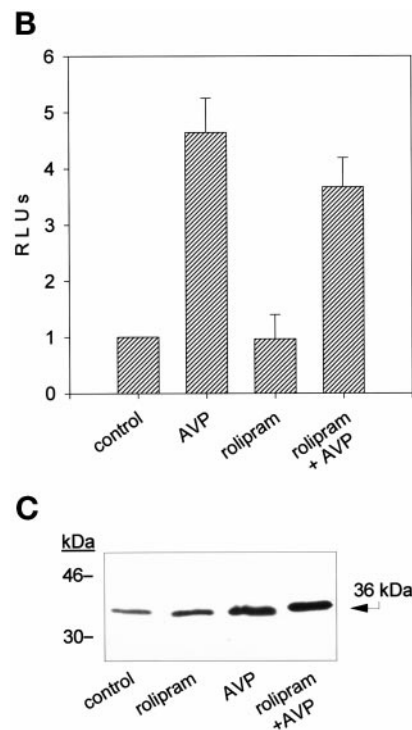 B
6
5
4
3
2
1
0
RLUs
control
AVP
rolipram
rolipram
+ AVP
C
kDa
46–
30–
36 kDa
control
rolipram
AVP
rolipram
+AVP